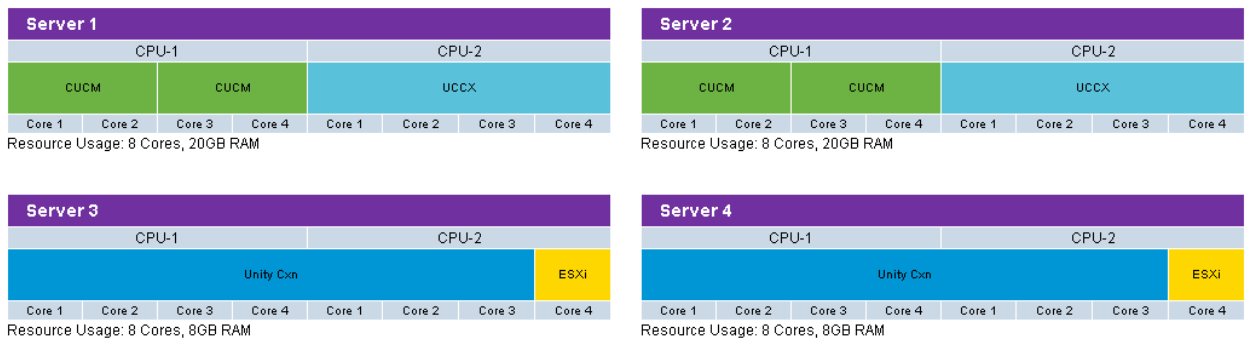 Server 1
CPU-1 CPU-2
CUCM CUCM UCCX
Core 1 Core 2 Core 3 Core 4 Core 1 Core 2 Core 3 Core 4
Resource Usage: 8 Cores, 20GB RAM
Server 2
CPU-1 CPU-2
CUCM CUCM UCCX
Core 1 Core 2 Core 3 Core 4 Core 1 Core 2 Core 3 Core 4
Resource Usage: 8 Cores, 20GB RAM
Server 3
CPU-1 CPU-2
Unity Cxn ESXi
Core 1 Core 2 Core 3 Core 4 Core 1 Core 2 Core 3 Core 4
Resource Usage: 8 Cores, 8GB RAM
Server 4
CPU-1 CPU-2
Unity Cxn ESXi
Core 1 Core 2 Core 3 Core 4 Core 1 Core 2 Core 3 Core 4
Resource Usage: 8 Cores, 8GB RAM